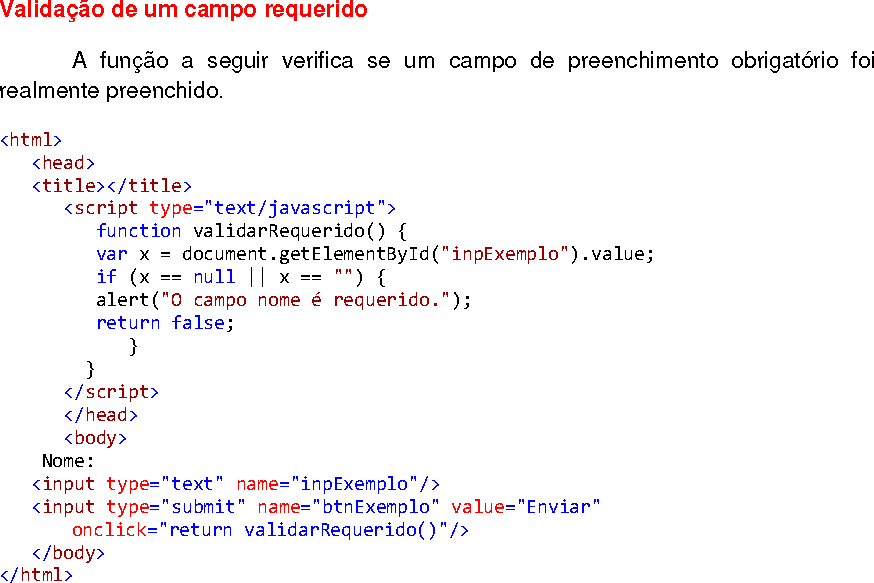 Validação de um campo requerido
A função a seguir verifica se um campo de preenchimento obrigatório foi
realmente preenchido.
<html>
<head>
<title></title>
<script type="text/javascript">
function validarRequerido() {
var x = document.getElementById("inpExemplo").value;
if (x == null || x == "") {
alert("O campo nome é requerido.");
return false;
}
}
</script>
</head>
<body>
Nome:
<input type="text" name="inpExemplo"/>
<input type="submit" name="btnExemplo" value="Enviar"
onclick="return validarRequerido()"/>
</body>
</html>